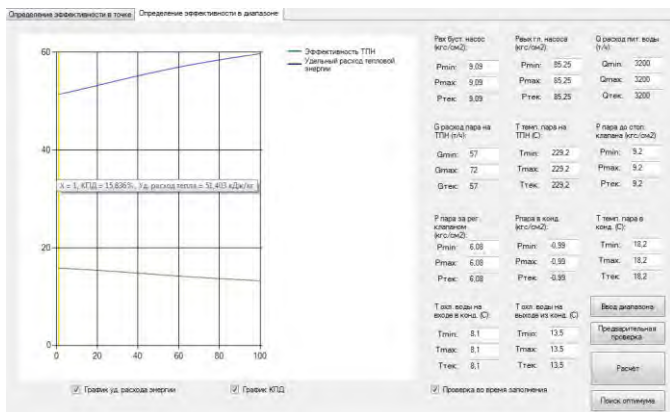 Определение эффективности в точке
Определение эффективности в диапазоне
60
40
20
0
0
20
40
60
80
100
Эффективность ТПН
Удельный расход тепловой
энергии
X = 1, КПД = 15,836%, Уд. расход тепла = 51,403 кДж/кг
График уд. расхода энергии
График КПД
Pвх буст. насос
(кгс/см2):
Pmin: 9,09
Pmax: 9,09
Pтек: 9,09
Pвых гл. насоса
(кгс/см2):
Pmin: 85,25
Pmax: 85,25
Pтек: 85,25
Q расход пит. воды
(т/ч):
Qmin: 3200
Qmax: 3200
Qтек: 3200
G расход пара на
ТПН (т/ч):
Gmin: 57
Gmax: 72
Gтек: 57
T темп. пара на
ТПН (С):
Tmin: 229,2
Tmax: 229,2
Tтек: 229,2
P пара до стоп.
клапана (кгс/см2):
Pmin: 9,2
Pmax: 9,2
Pтек: 9,2
P пара за рег.
клапаном
(кгс/см2):
Pmin: 6,08
Pmax: 6,08
Pтек: 6,08
Pпара в конд.
(кгс/см2):
Pmin: -0,99
Pmax: -0,99
Pтек: -0,99
T темп. пара в
конд. (С):
Tmin: 18,2
Tmax: 18,2
Tтек: 18,2
T охл. воды на
входе в конд. (С):
Tmin: 8,1
Tmax: 8,1
Tтек: 8,1
T охл. воды на
выходе из конд. (С)
Tmin: 13,5
Tmax: 13,5
Tтек: 13,5
Ввод диапазона
Предварительная
проверка
Расчёт
Поиск оптимума
Проверка во время
заполнения